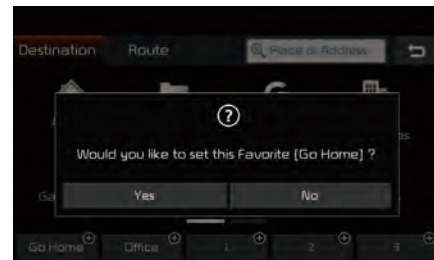 Destination Route Place or Address
?
Would you like to set this Favorite [Go Home] ?
Yes No
Go Home Office 1 2 3